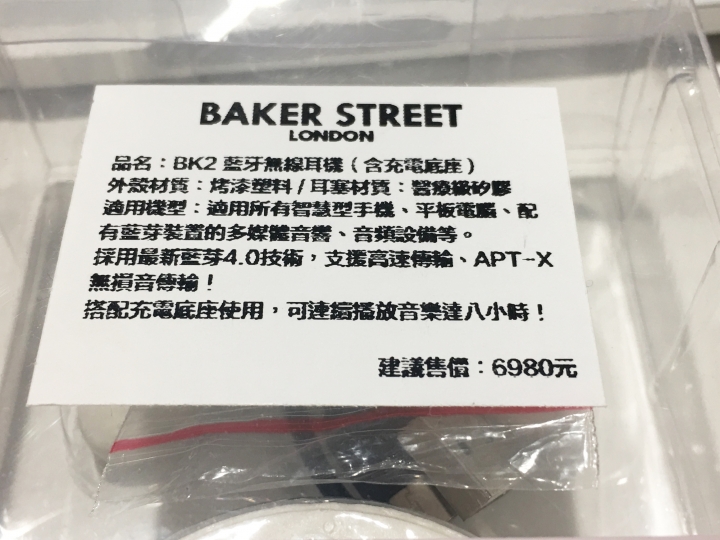 BAKER STREET
LONDON
品名：BK2 藍牙無線耳機（含充電底座）
外殼材質：烤漆塑料 / 耳塞材質：醫療級矽膠
適用機型：適用所有智慧型手機、平板電腦、配
有藍芽裝置的多媒體音響、音頻設備等。
採用最新藍芽4.0技術，支援高速傳輸、APT-X
無損音傳輸！
搭配充電底座使用，可連續播放音樂達八小時！
建議售價：6980元